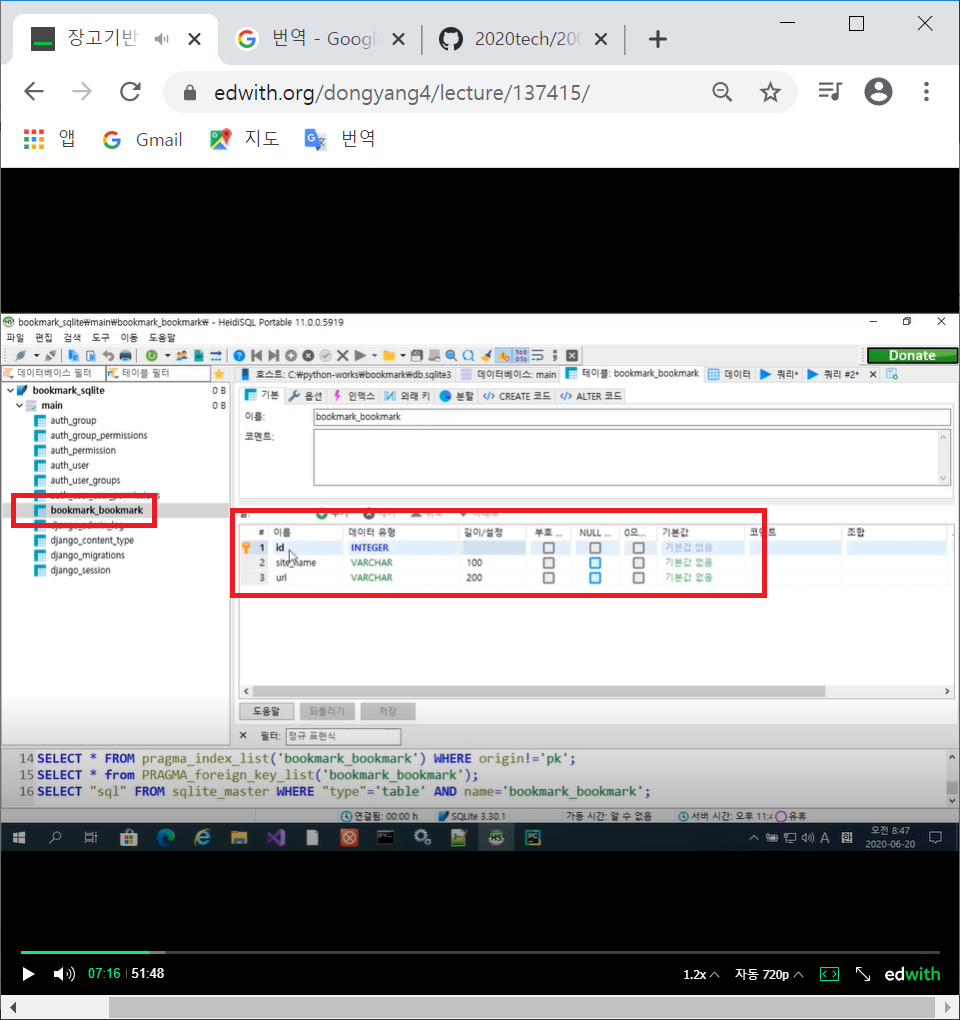 장고기반
번역 - Googl
2020tech/200
edwith.org/dongyang4/lecture/137415/
앱 Gmail 지도 번역
bookmark_sqlite₩main₩bookmark_bookmark₩ - HeidiSQL Portable 11.0.0.5919
파일 편집 검색 도구 이동 도움말
Donate
데이터베이스 필터 테이블 필터
호스트: C:₩python-works₩bookmark₩db.sqlite3 데이터베이스: main 테이블: bookmark_bookmark 데이터 쿼리* 쿼리 #2*
bookmark_sqlite 0 B
main 0 B
auth_group
auth_group_permissions
auth_permission
auth_user
auth_user_groups
auth_user_user_permissions
bookmark_bookmark
django_admin_log
django_content_type
django_migrations
django_session
기본 옵션 인덱스 외래 키 분할 CREATE 코드 ALTER 코드
이름: bookmark_bookmark
코멘트:
# 이름 데이터 유형 길이/설정 부호 ... NULL ... 0으... 기본값 코멘트 조합
1 id INTEGER 기본값 없음
2 site_name VARCHAR 100 기본값 없음
3 url VARCHAR 200 기본값 없음
도움말 되돌리기 저장
필터: 정규 표현식
14 SELECT * FROM pragma_index_list('bookmark_bookmark') WHERE origin!='pk';
15 SELECT * from PRAGMA_foreign_key_list('bookmark_bookmark');
16 SELECT "sql" FROM sqlite_master WHERE "type"='table' AND name='bookmark_bookmark';
연결됨: 00:00 h SQLite 3.30.1 가동 시간: 알 수 없음 서버 시간: 오후 11:4 유휴
A 한 오전 8:47
2020-06-20
07:16 51:48 1.2x 자동 720p edwith